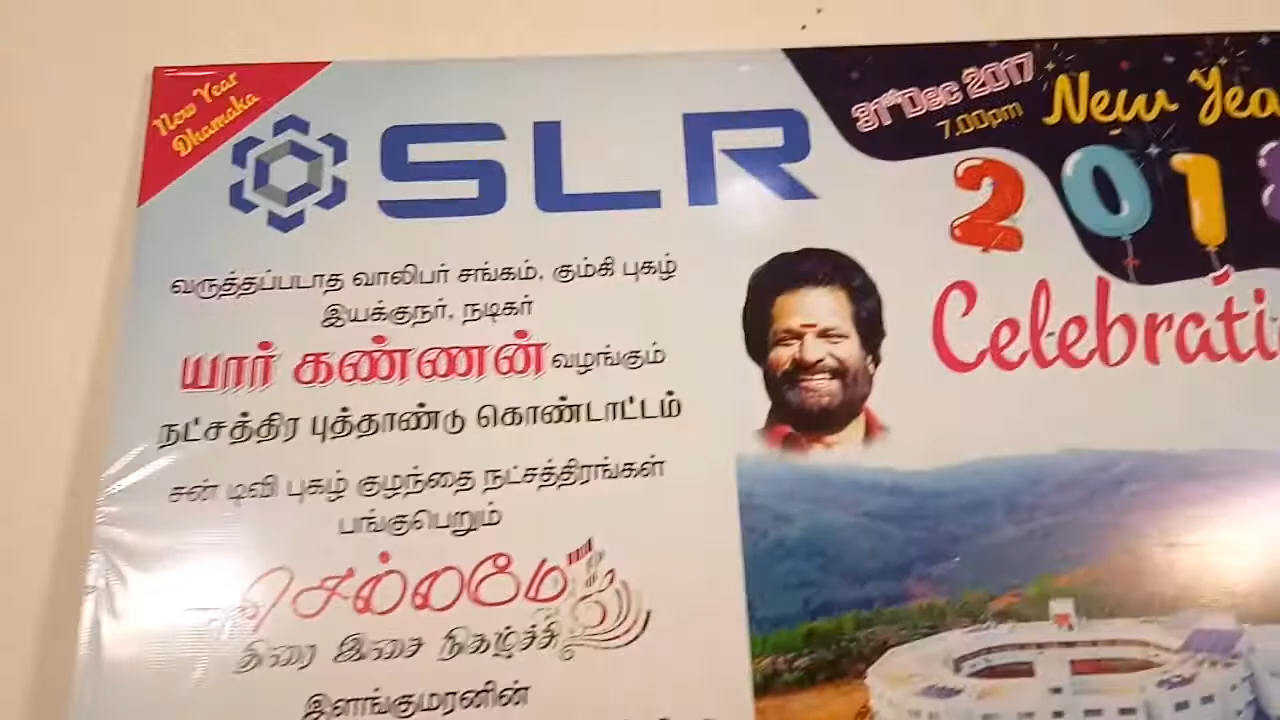 New Year
Dhamaka
SLR
31st Dec 2017
7.00pm
New Yea
2018
Celebrati
வருத்தப்படாத வாலிபர் சங்கம், கும்கி புகழ்
இயக்குநர், நடிகர்
யார் கண்ணன் வழங்கும்
நட்சத்திர புத்தாண்டு கொண்டாட்டம்
சன் டிவி புகழ் குழந்தை நட்சத்திரங்கள்
பங்குபெறும்
செல்லமே
திரை இசை நிகழ்ச்சி
இளங்குமரனின்